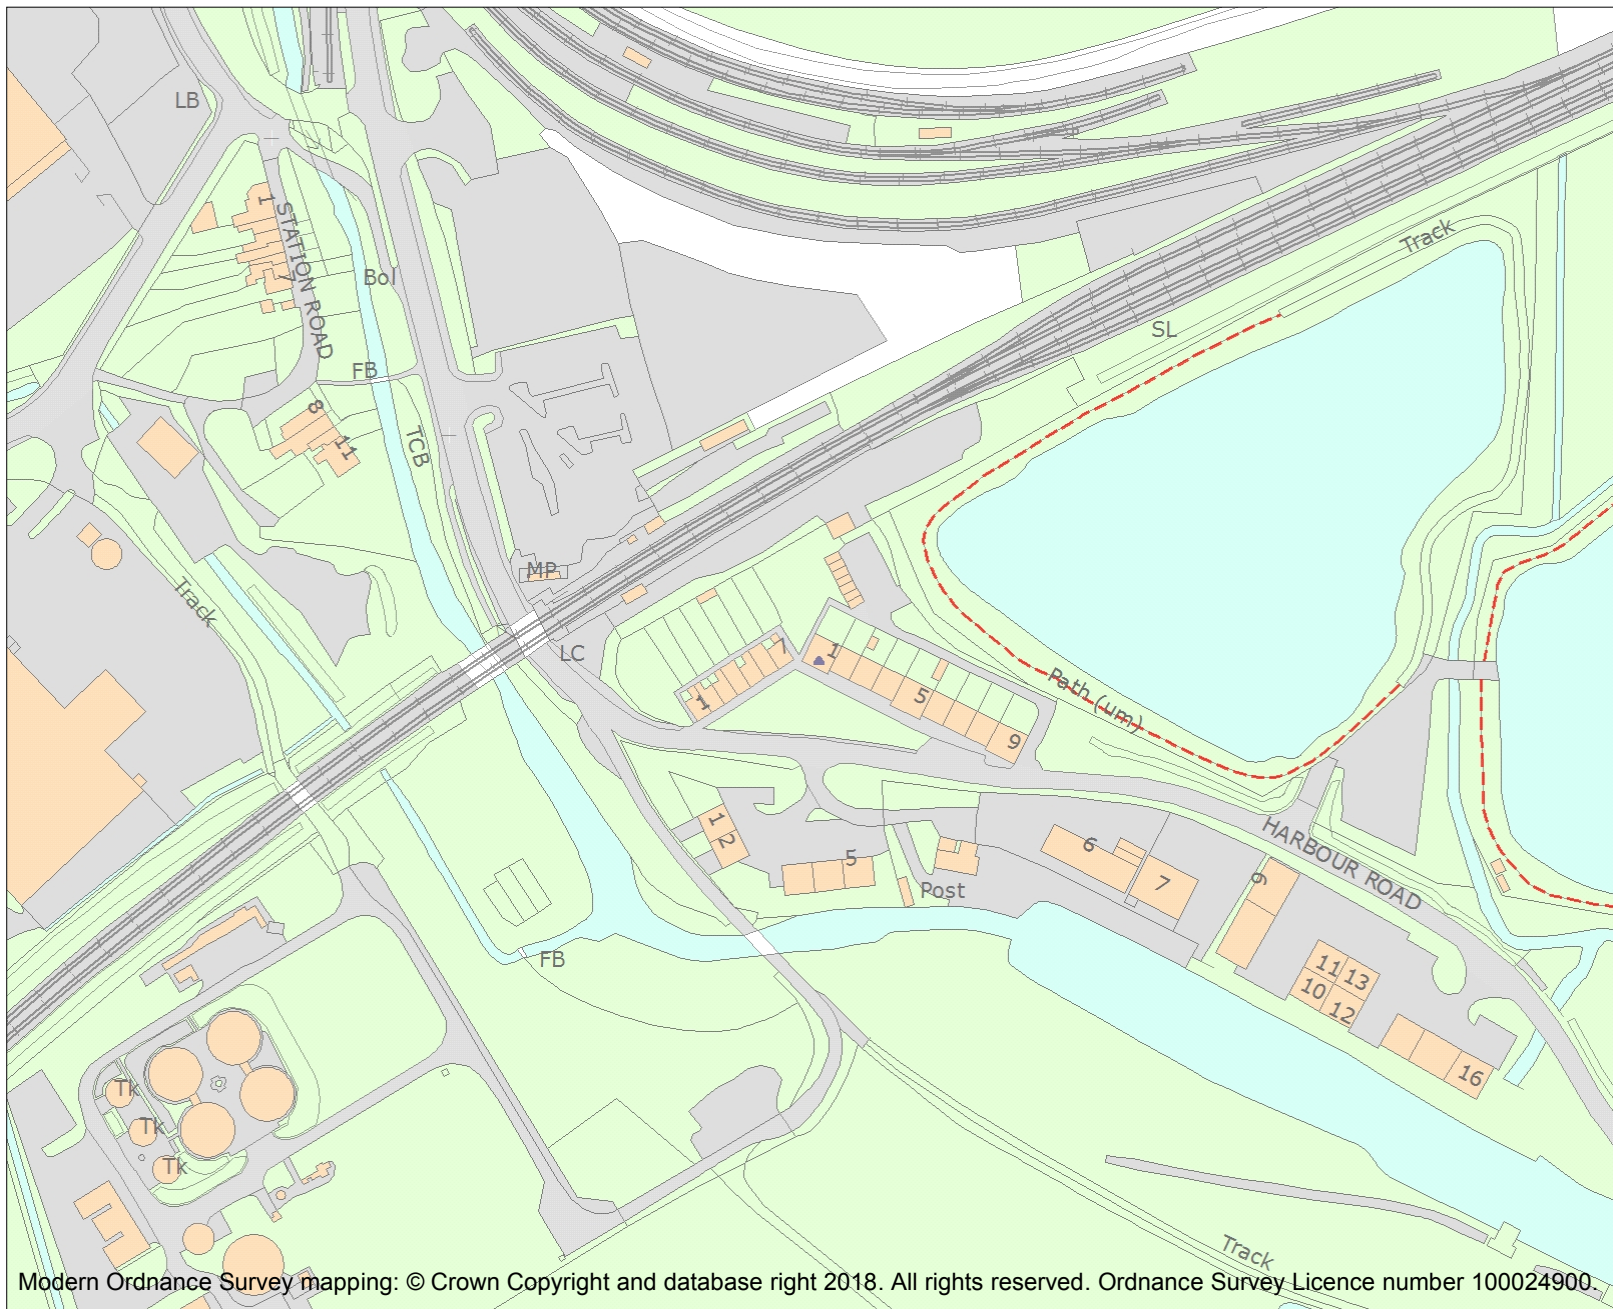 LB
1
STATION ROAD
7
Bol
Track
SL
FB
8
11
TCB
MP
Track
LC
1
7
1
5
9
Path (um)
1
2
5
6
7
9
HARBOUR ROAD
Post
FB
11
13
10
12
16
Tk
Tk
Tk
Track
Modern Ordnance Survey mapping: © Crown Copyright and database right 2018. All rights reserved. Ordnance Survey Licence number 100024900.